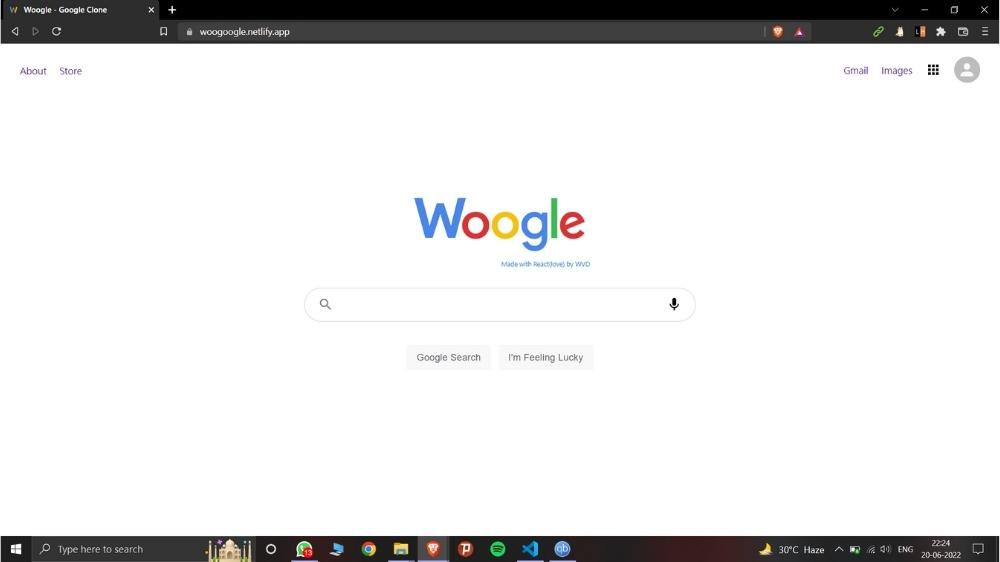 Woogle - Google Clone
woogoogle.netlify.app
About Store Gmail Images
Woogle
Made with React(love) by WVD
Google Search I'm Feeling Lucky
Type here to search 13 30°C Haze ENG 22:24
20-06-2022